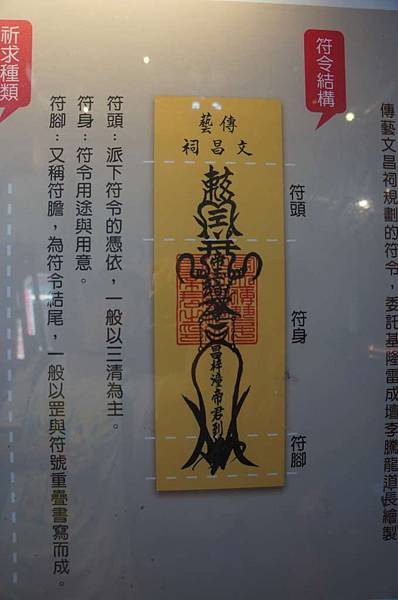 傳藝文昌祠規劃的符令，委託基隆雷成壇李騰龍道長繪製
符令結構
符頭
符身
符腳
傳藝
文昌祠
昌梓潼帝君到
符頭：派下符令的憑依，一般以三清為主。
符身：符令用途與用意。
符腳：又稱符膽，為符令結尾，一般以罡與符號重疊書寫而成。
祈求種類